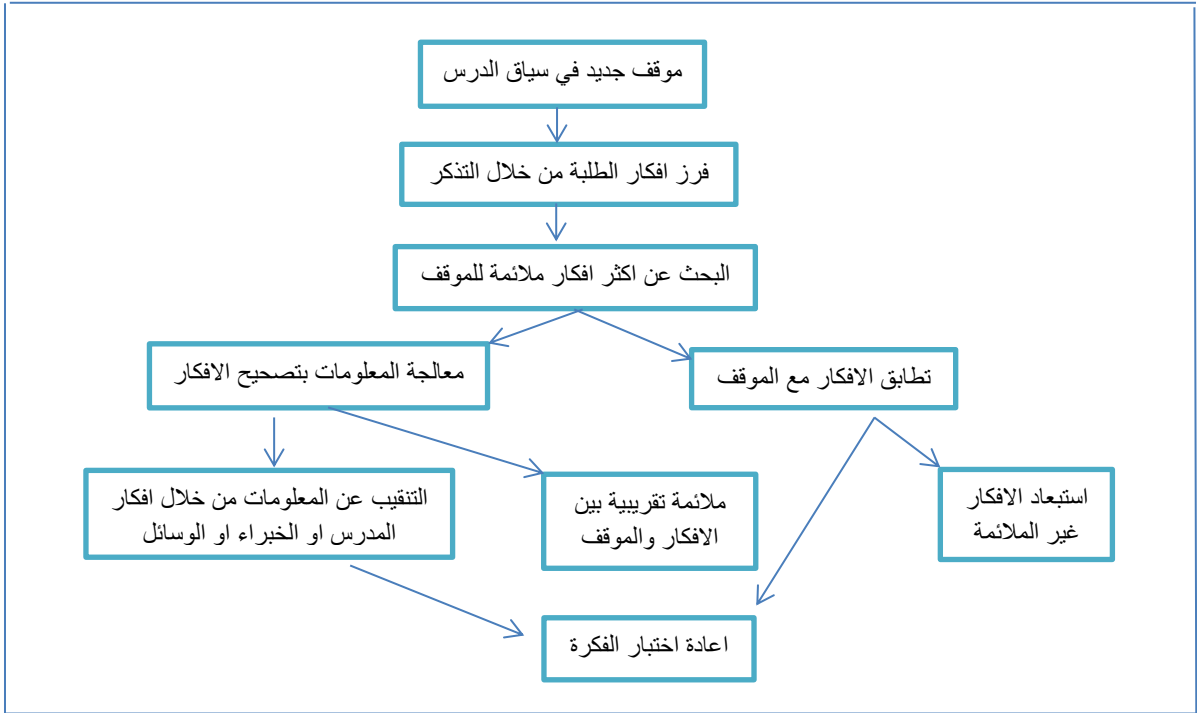 موقف جديد في سياق الدرس
فرز افكار الطلبة من خلال التذكر
البحث عن اكثر افكار ملائمة للموقف
تطابق الافكار مع الموقف
معالجة المعلومات بتصحيح الافكار
استبعاد الافكار
غير الملائمة
ملائمة تقريبية بين
الافكار والموقف
التنقيب عن المعلومات من خلال افكار
المدرس او الخبراء او الوسائل
اعادة اختبار الفكرة